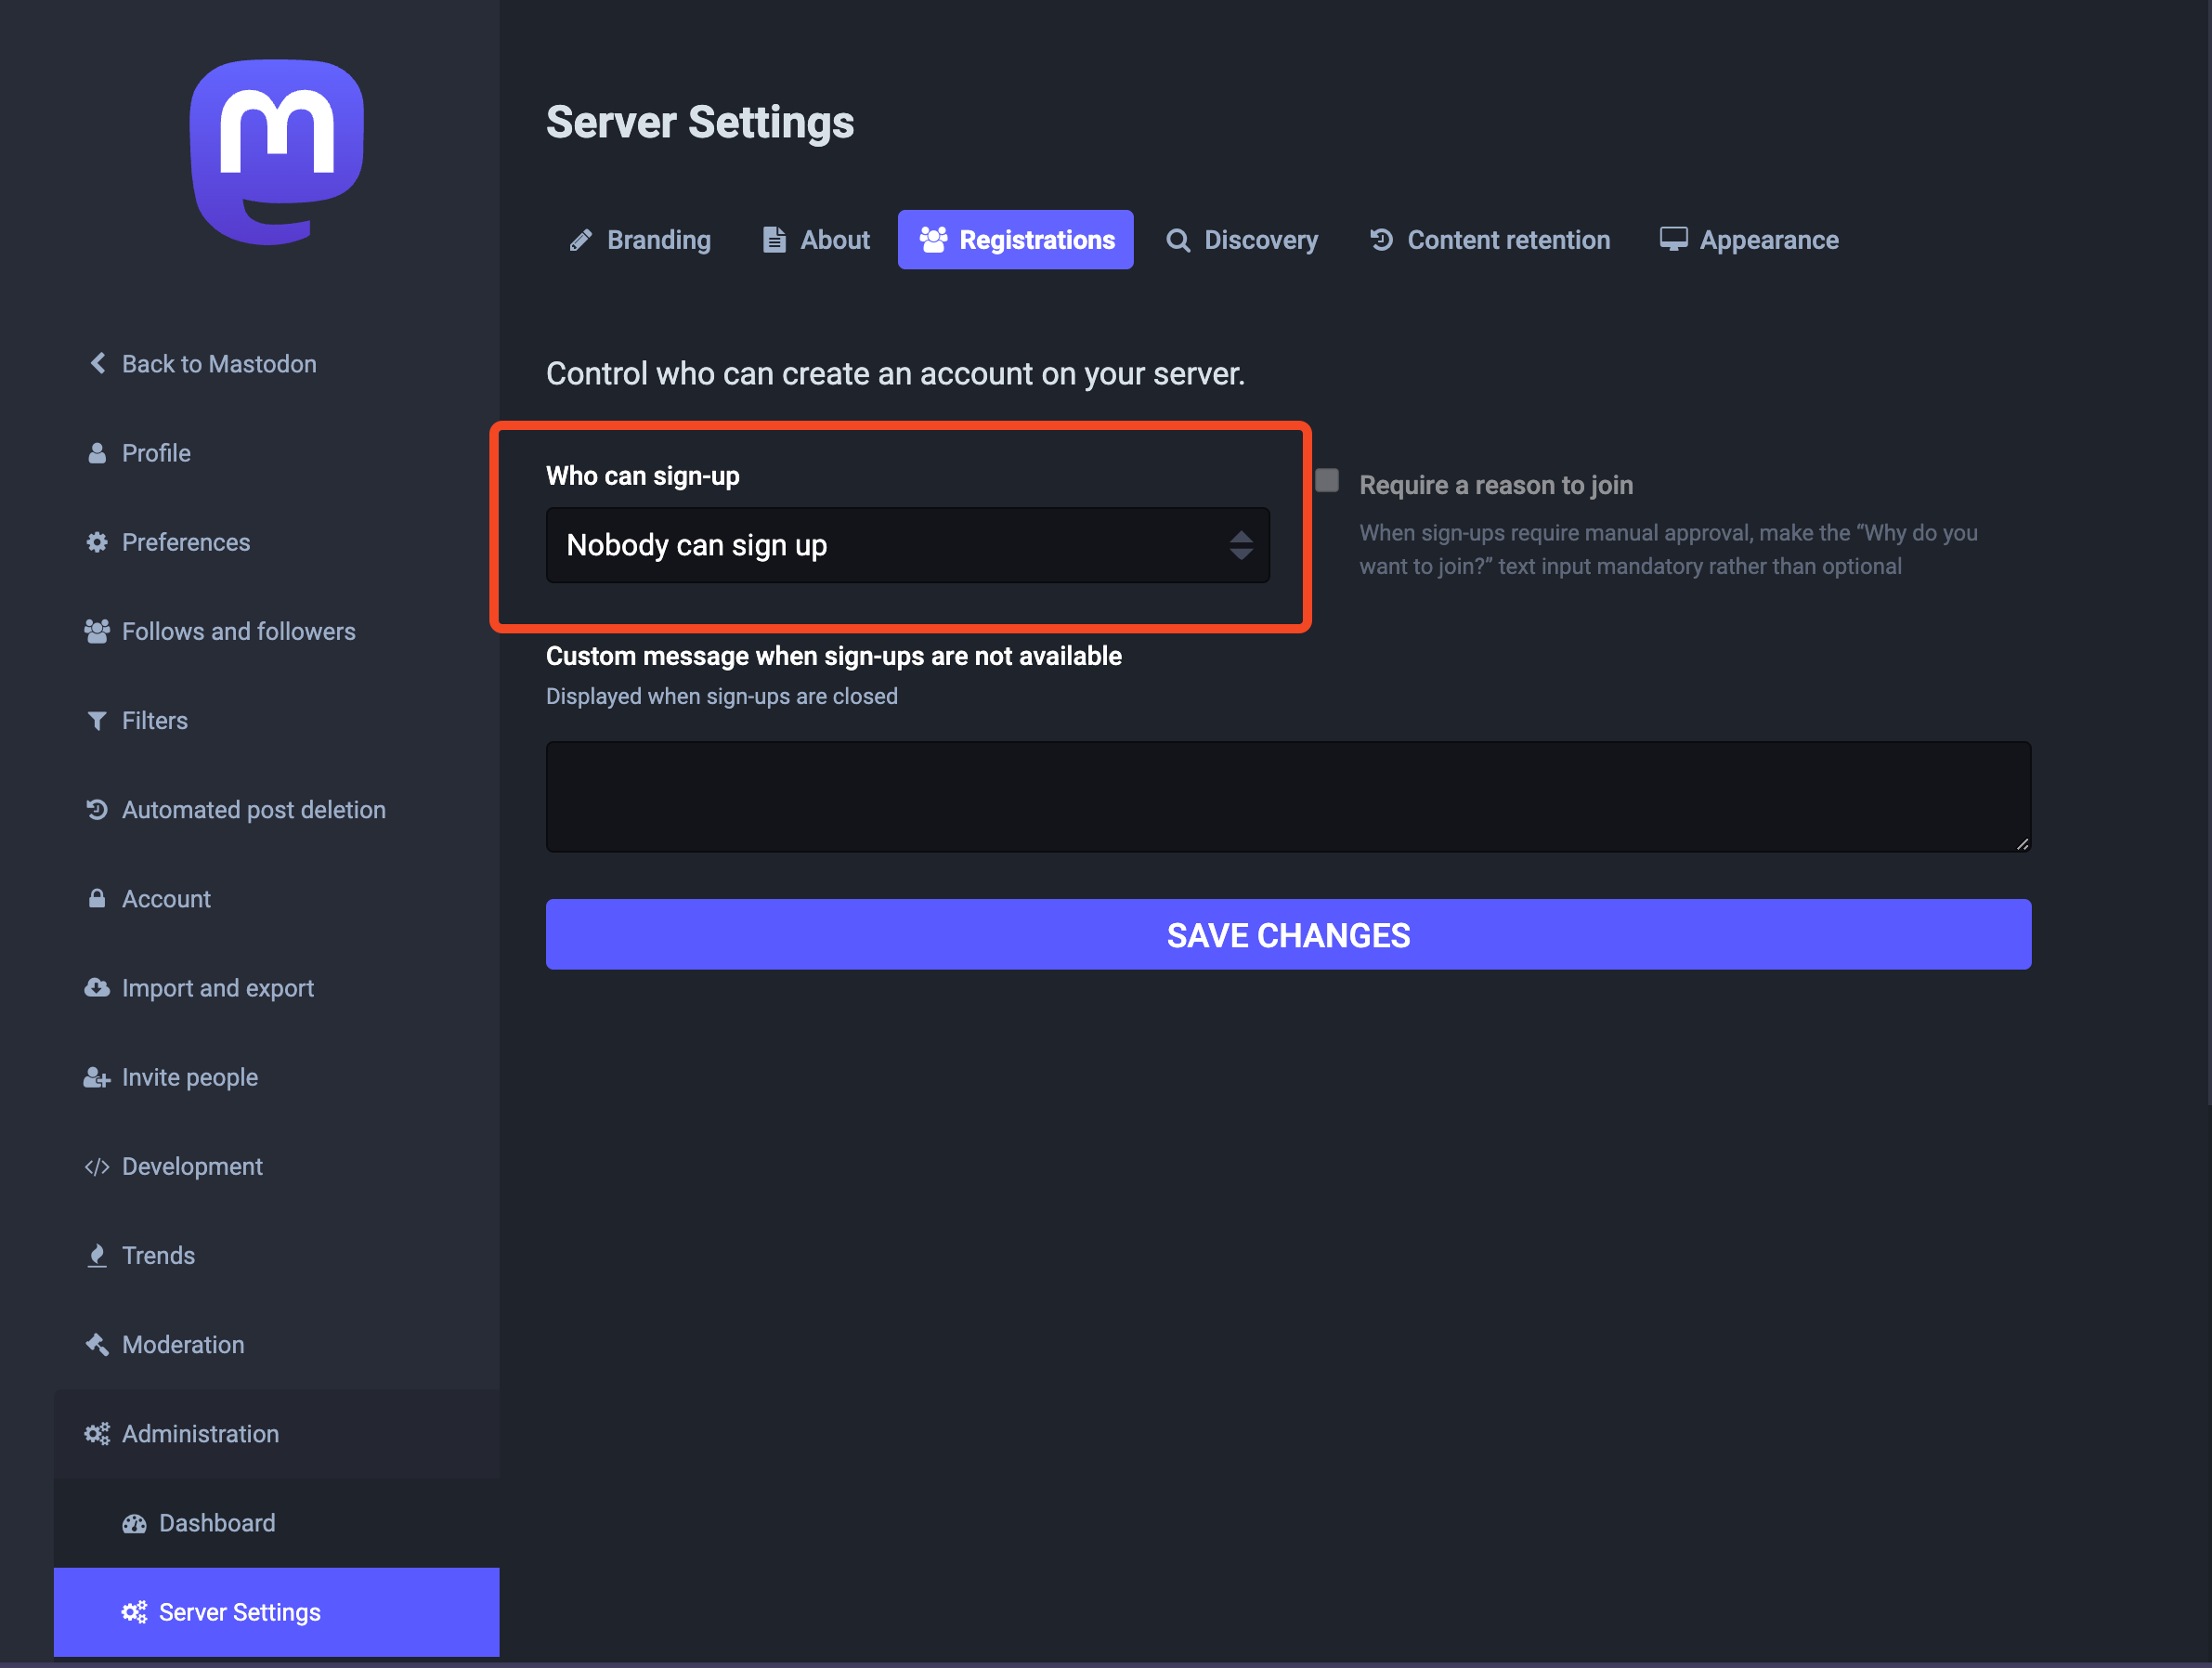 m
Back to Mastodon
Profile
Preferences
Follows and followers
Filters
Automated post deletion
Account
Import and export
Invite people
Development
Trends
Moderation
Administration
Dashboard
Server Settings
Server Settings
Branding About Registrations Discovery Content retention Appearance
Control who can create an account on your server.
Who can sign-up
Nobody can sign up
Require a reason to join
When sign-ups require manual approval, make the “Why do you
want to join?” text input mandatory rather than optional
Custom message when sign-ups are not available
Displayed when sign-ups are closed
SAVE CHANGES